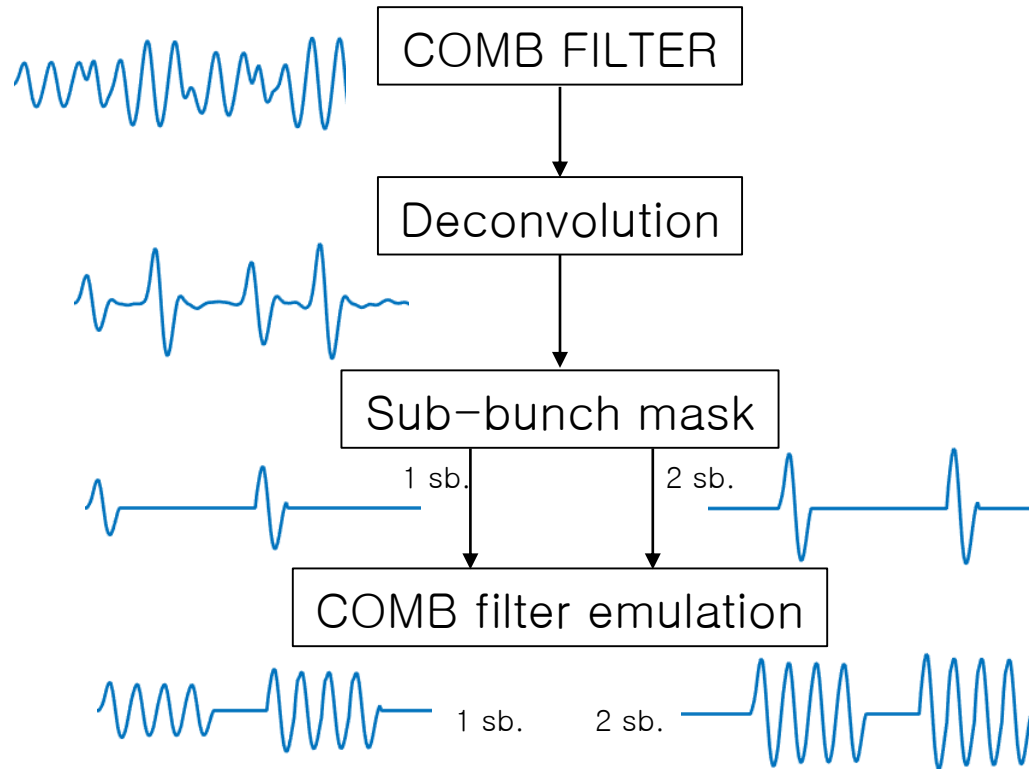 COMB FILTER
Deconvolution
Sub-bunch mask
1 sb.
2 sb.
COMB filter emulation
1 sb.
2 sb.